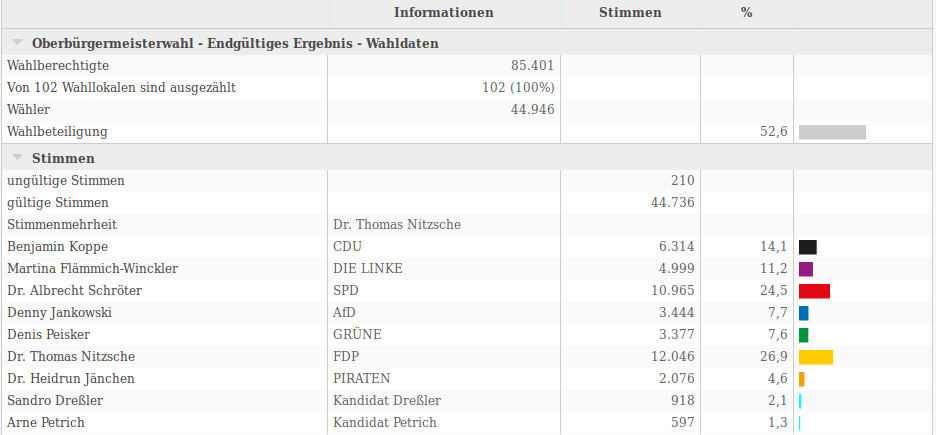 Informationen Stimmen %
Oberbürgermeisterwahl - Endgültiges Ergebnis - Wahldaten
Wahlberechtigte 85.401
Von 102 Wahllokalen sind ausgezählt 102 (100%)
Wähler 44.946
Wahlbeteiligung 52,6
Stimmen
ungültige Stimmen 210
gültige Stimmen 44.736
Stimmenmehrheit Dr. Thomas Nitzsche
Benjamin Koppe CDU 6.314 14,1
Martina Flämmich-Winckler DIE LINKE 4.999 11,2
Dr. Albrecht Schröter SPD 10.965 24,5
Denny Jankowski AfD 3.444 7,7
Denis Peisker GRÜNE 3.377 7,6
Dr. Thomas Nitzsche FDP 12.046 26,9
Dr. Heidrun Jänchen PIRATEN 2.076 4,6
Sandro Dreßler Kandidat Dreßler 918 2,1
Arne Petrich Kandidat Petrich 597 1,3